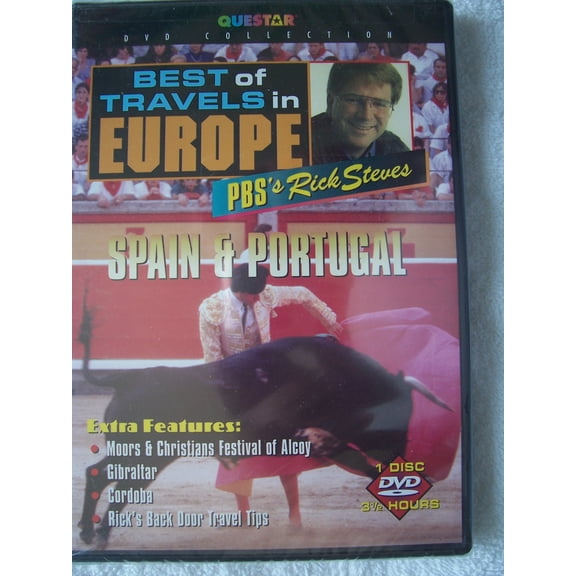 QUESTAR
DVD COLLECTION
BEST of
TRAVELS in
EUROPE
PBS's Rick Steves
SPAIN & PORTUGAL
Extra Features:
• Moors & Christians Festival of Alcoy
• Gibraltar
• Cordoba
• Rick's Back Door Travel Tips
1 DISC
DVD
3½ HOURS